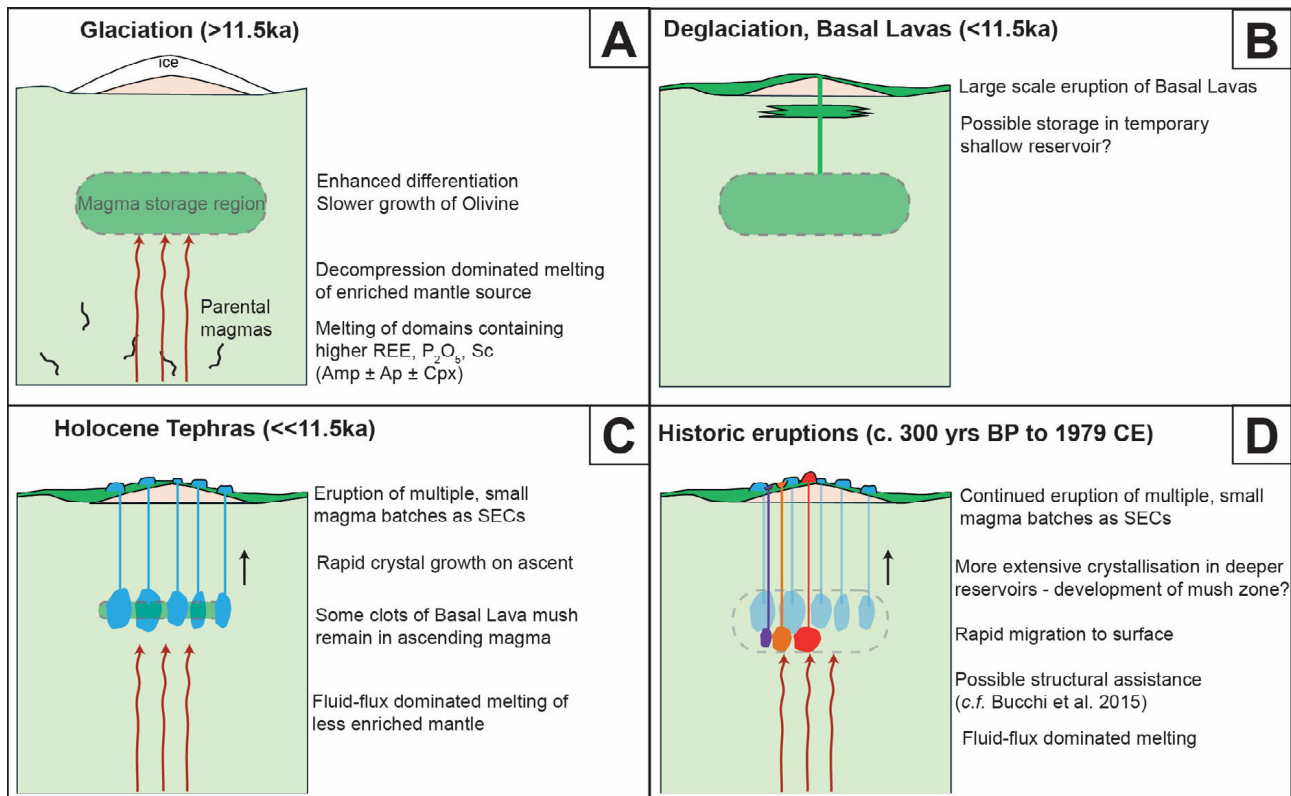 Glaciation (>11.5ka)
A
ice
Magma storage region
Enhanced differentiation
Slower growth of Olivine
Decompression dominated melting
of enriched mantle source
Parental
magmas
Melting of domains containing
higher REE, P₂O₅, Sc
(Amp ± Ap ± Cpx)
Deglaciation, Basal Lavas (<11.5ka)
B
Large scale eruption of Basal Lavas
Possible storage in temporary
shallow reservoir?
Holocene Tephras (<<11.5ka)
C
Eruption of multiple, small
magma batches as SECs
Rapid crystal growth on ascent
Some clots of Basal Lava mush
remain in ascending magma
Fluid-flux dominated melting of
less enriched mantle
Historic eruptions (c. 300 yrs BP to 1979 CE)
D
Continued eruption of multiple, small
magma batches as SECs
More extensive crystallisation in deeper
reservoirs - development of mush zone?
Rapid migration to surface
Possible structural assistance
(c.f. Bucchi et al. 2015)
Fluid-flux dominated melting